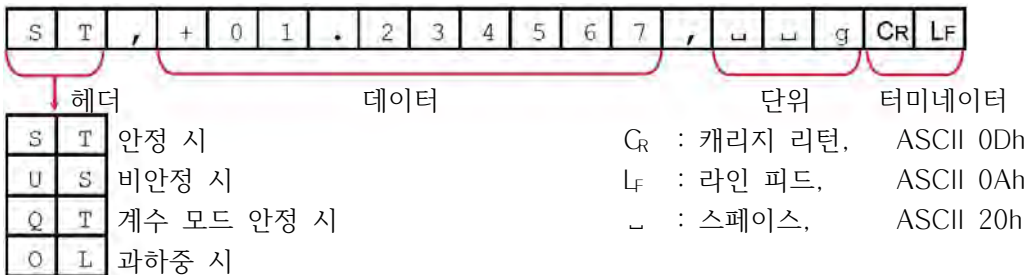 S T , + 0 1 . 2 3 4 5 6 7 , ␣ ␣ g CR LF
헤더 데이터 단위 터미네이터
S T 안정 시 CR : 캐리지 리턴, ASCII 0Dh
U S 비안정 시 LF : 라인 피드, ASCII 0Ah
Q T 계수 모드 안정 시 ␣ : 스페이스, ASCII 20h
O L 과하중 시